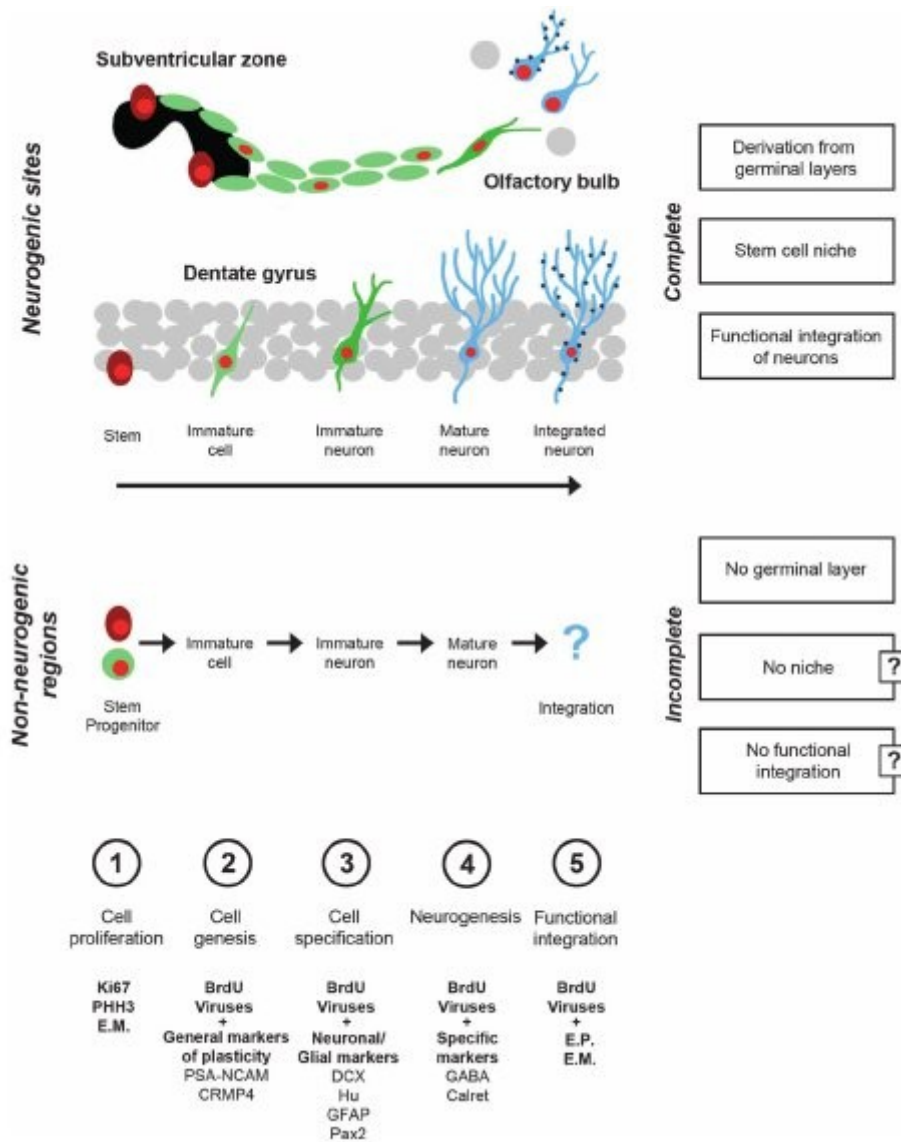 Neurogenic sites
Subventricular zone
Olfactory bulb
Dentate gyrus
Stem
Immature
cell
Immature
neuron
Mature
neuron
Integrated
neuron
Complete
Derivation from
germinal layers
Stem cell niche
Functional integration
of neurons
Non-neurogenic
regions
Stem
Progenitor
Immature
cell
Immature
neuron
Mature
neuron
?
Integration
Incomplete
No germinal layer
No niche
?
No functional
integration
?
1
Cell
proliferation
Ki67
PHH3
E.M.
2
Cell
genesis
BrdU
Viruses
+
General markers
of plasticity
PSA-NCAM
CRMP4
3
Cell
specification
BrdU
Viruses
+
Neuronal/
Glial markers
DCX
Hu
GFAP
Pax2
4
Neurogenesis
BrdU
Viruses
+
Specific
markers
GABA
Calret
5
Functional
integration
BrdU
Viruses
+
E.P.
E.M.